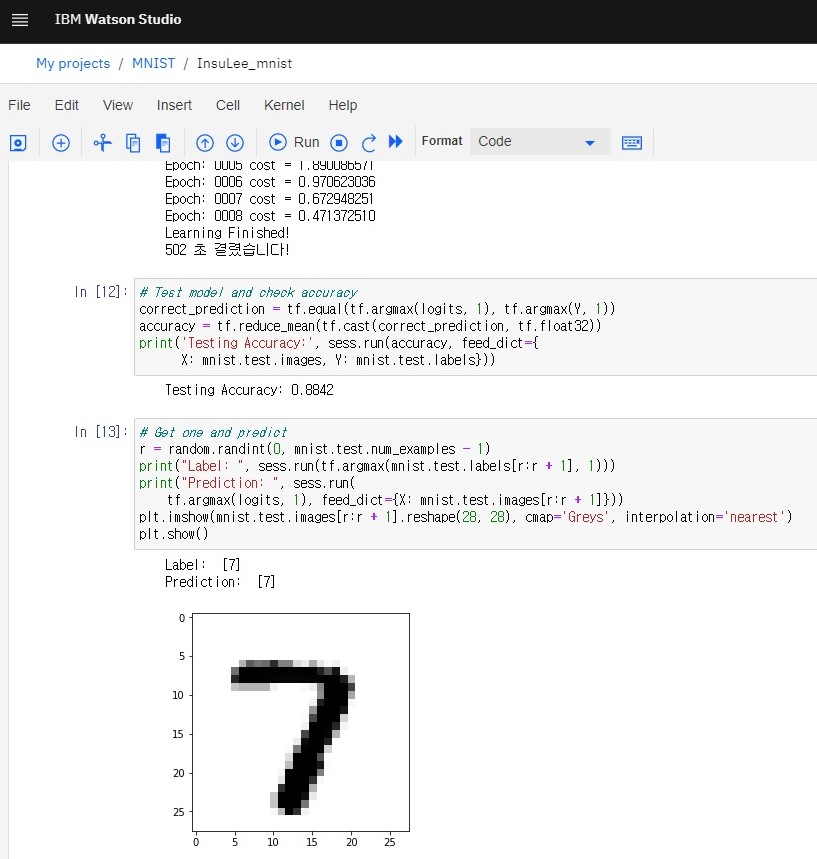 IBM Watson Studio
My projects / MNIST / InsuLee_mnist
File Edit View Insert Cell Kernel Help
Run Format Code
Epoch: 0005 cost = 1.890086571
Epoch: 0006 cost = 0.970623036
Epoch: 0007 cost = 0.672948251
Epoch: 0008 cost = 0.471372510
Learning Finished!
502 초 결렸습니다!
In [12]: # Test model and check accuracy
correct_prediction = tf.equal(tf.argmax(logits, 1), tf.argmax(Y, 1))
accuracy = tf.reduce_mean(tf.cast(correct_prediction, tf.float32))
print('Testing Accuracy:', sess.run(accuracy, feed_dict={
X: mnist.test.images, Y: mnist.test.labels}))
Testing Accuracy: 0.8842
In [13]: # Get one and predict
r = random.randint(0, mnist.test.num_examples - 1)
print("Label: ", sess.run(tf.argmax(mnist.test.labels[r:r + 1], 1)))
print("Prediction: ", sess.run(
tf.argmax(logits, 1), feed_dict={X: mnist.test.images[r:r + 1]}))
plt.imshow(mnist.test.images[r:r + 1].reshape(28, 28), cmap='Greys', interpolation='nearest')
plt.show()
Label: [7]
Prediction: [7]
0
5
10
15
20
25
7
0 5 10 15 20 25